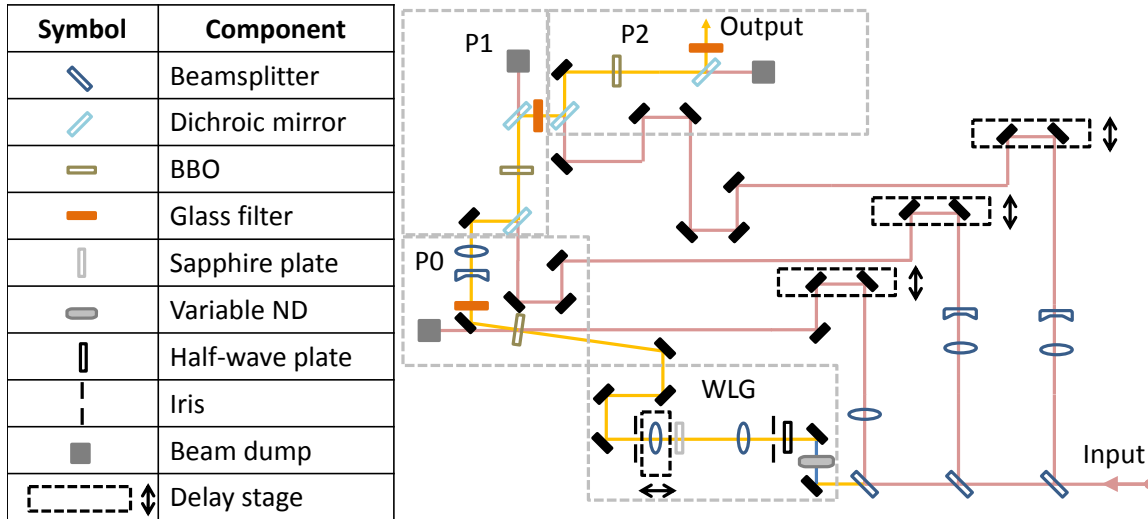 Symbol Component
Beamsplitter
Dichroic mirror
BBO
Glass filter
Sapphire plate
Variable ND
Half-wave plate
Iris
Beam dump
Delay stage
P1
P2
Output
P0
WLG
Input